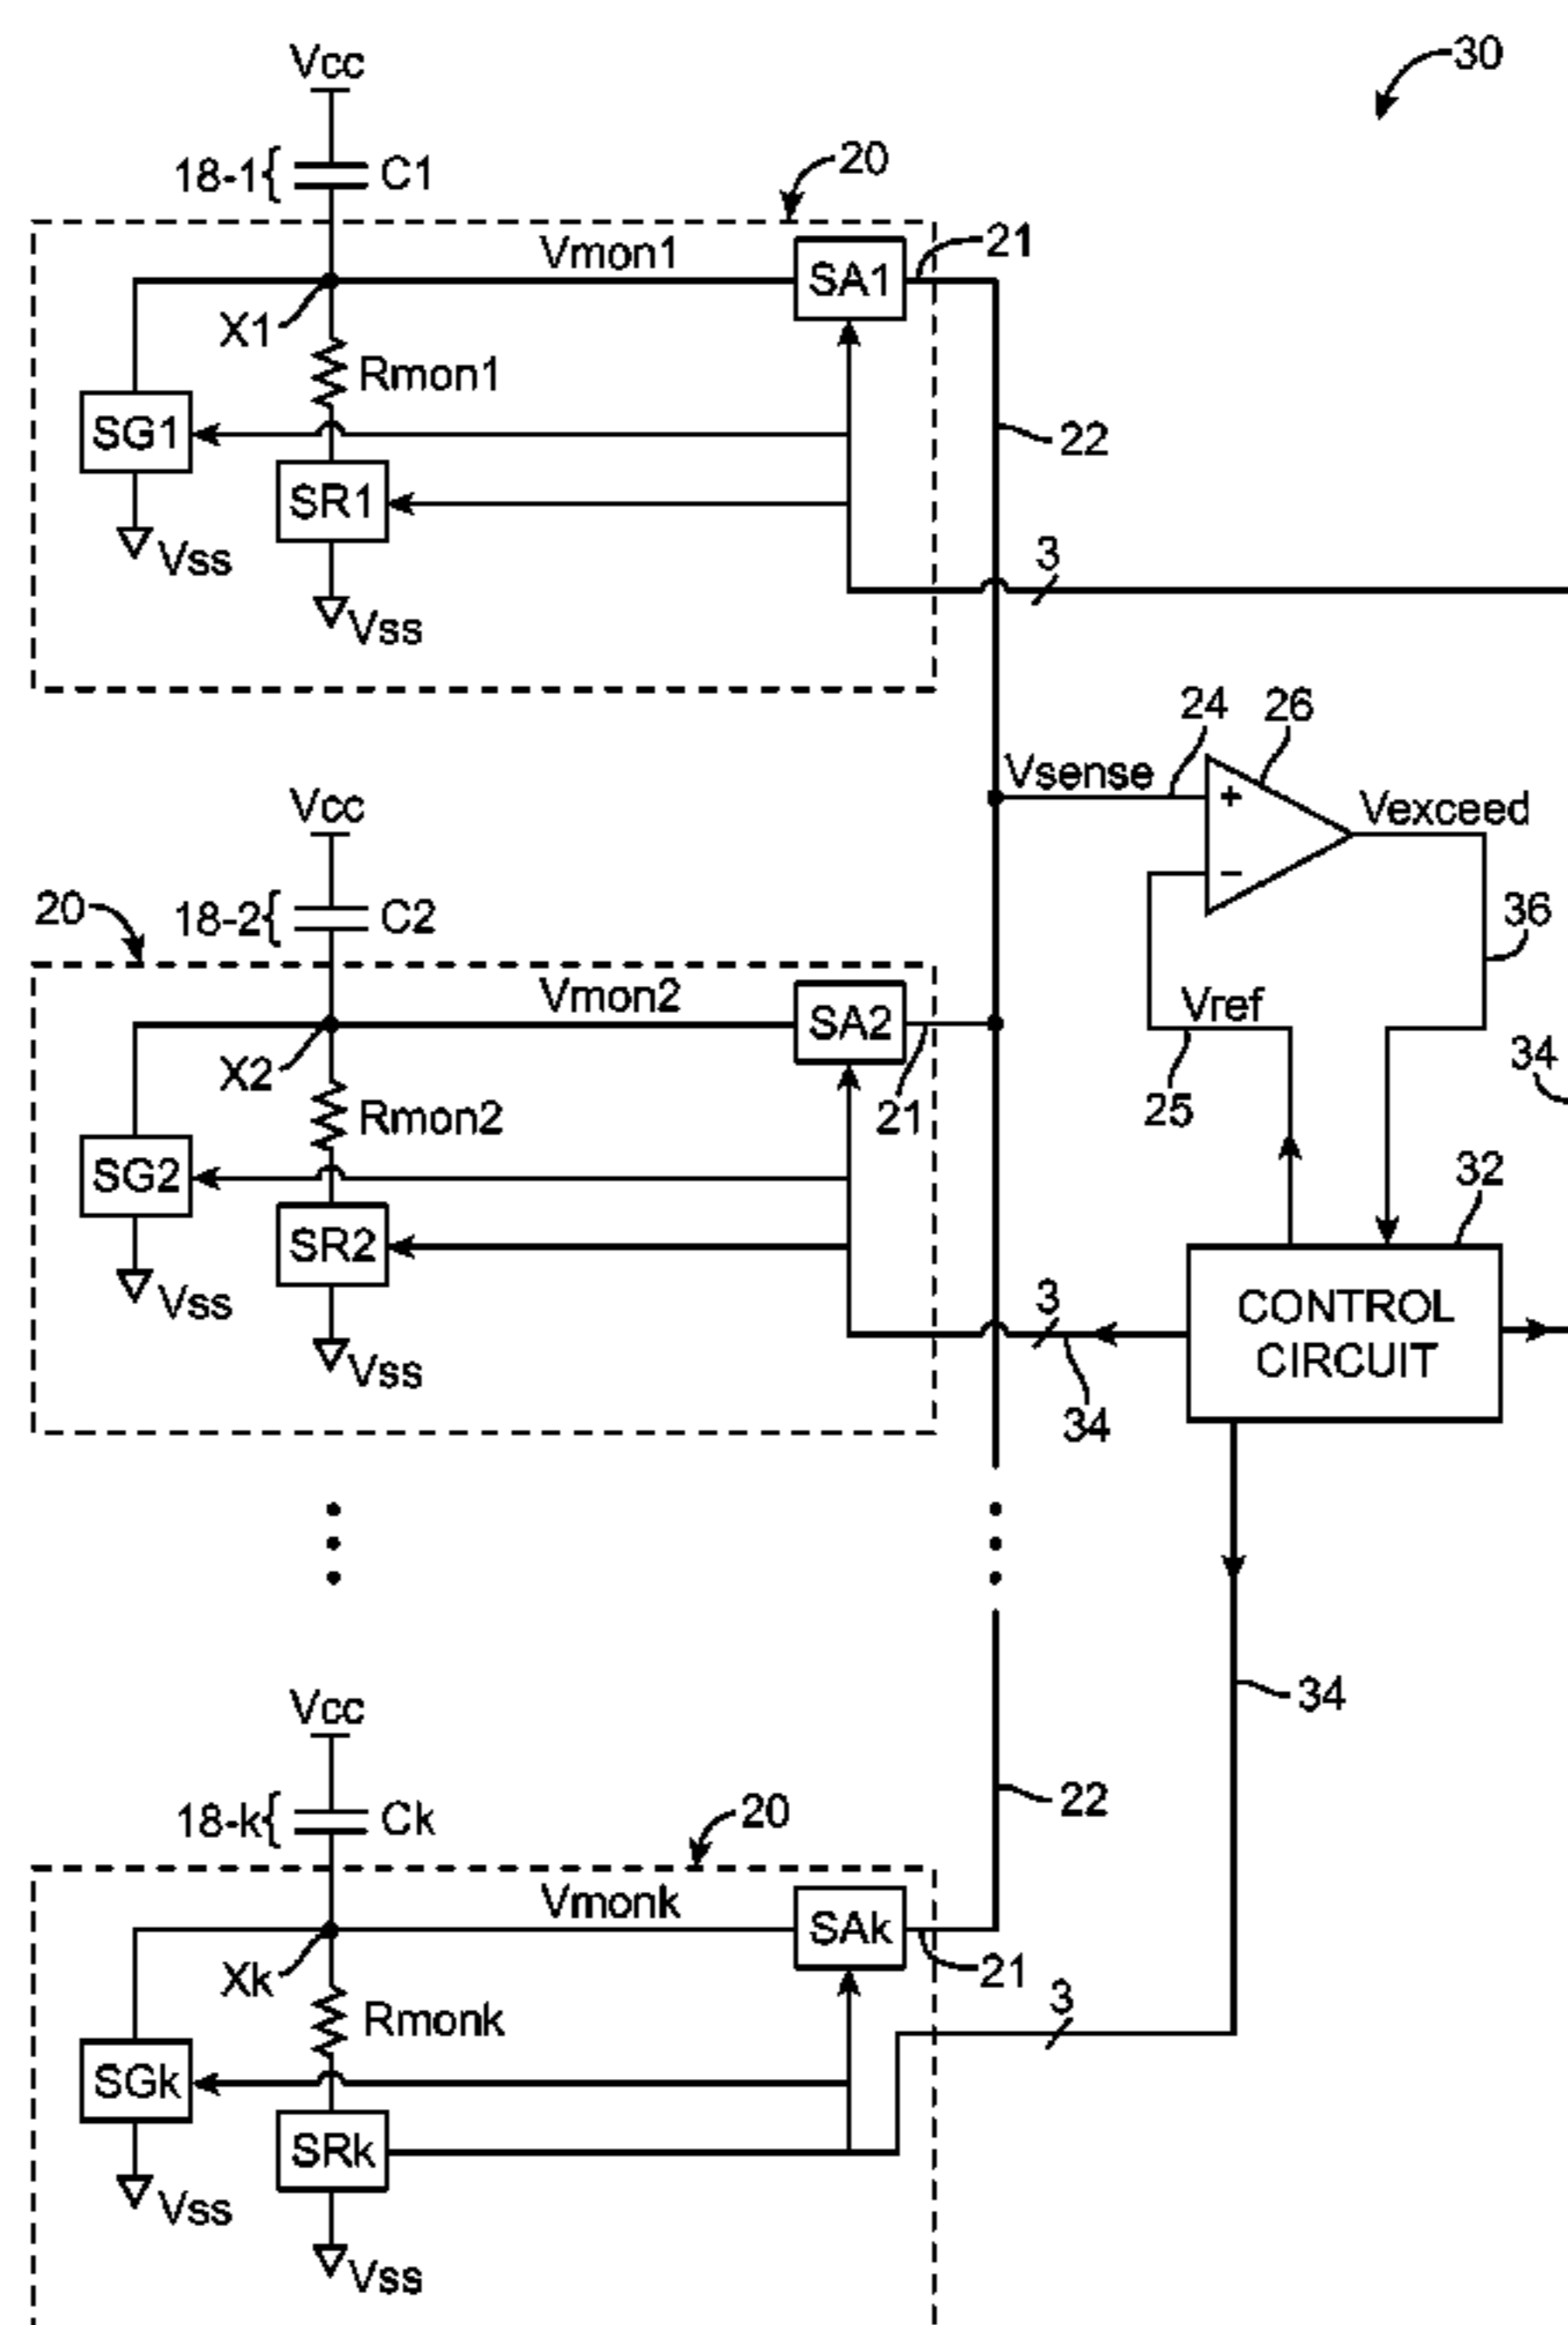 30
Vcc
18-1{ C1
20
Vmon1
SA1
21
X1
Rmon1
SG1
22
SR1
Vss
3
Vss
24
26
Vsense
+
Vexceed
−
Vcc
18-2{ C2
20
36
Vmon2
SA2
Vref
X2
34
Rmon2
21
25
SG2
32
SR2
3
CONTROL
CIRCUIT
Vss
Vss
34
34
Vcc
22
18-k{ Ck
20
Vmonk
SAk
21
Xk
3
Rmonk
SGk
SRk
Vss
Vss